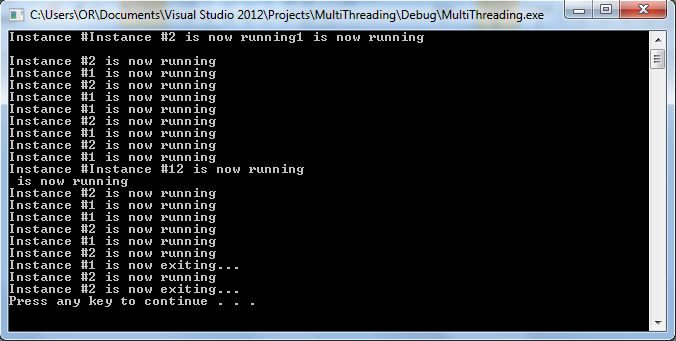 C:\Users\OR\Documents\Visual Studio 2012\Projects\MultiThreading\Debug\MultiThreading.exe
Instance #Instance #2 is now running1 is now running

Instance #2 is now running
Instance #1 is now running
Instance #2 is now running
Instance #1 is now running
Instance #2 is now running
Instance #2 is now running
Instance #1 is now running
Instance #2 is now running
Instance #1 is now running
Instance #Instance #12 is now running
 is now running
Instance #2 is now running
Instance #1 is now running
Instance #1 is now running
Instance #2 is now running
Instance #1 is now running
Instance #2 is now running
Instance #1 is now exiting...
Instance #2 is now running
Instance #2 is now exiting...
Press any key to continue . . .